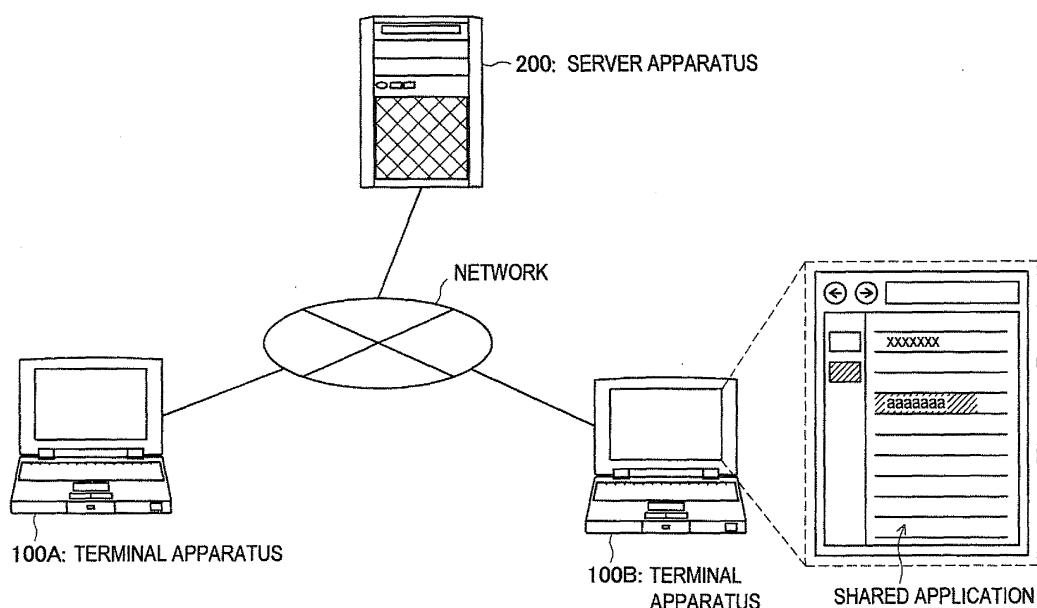 200: SERVER APPARATUS
NETWORK
xxxxxxx
aaaaaaa
100A: TERMINAL APPARATUS
100B: TERMINAL
APPARATUS
SHARED APPLICATION